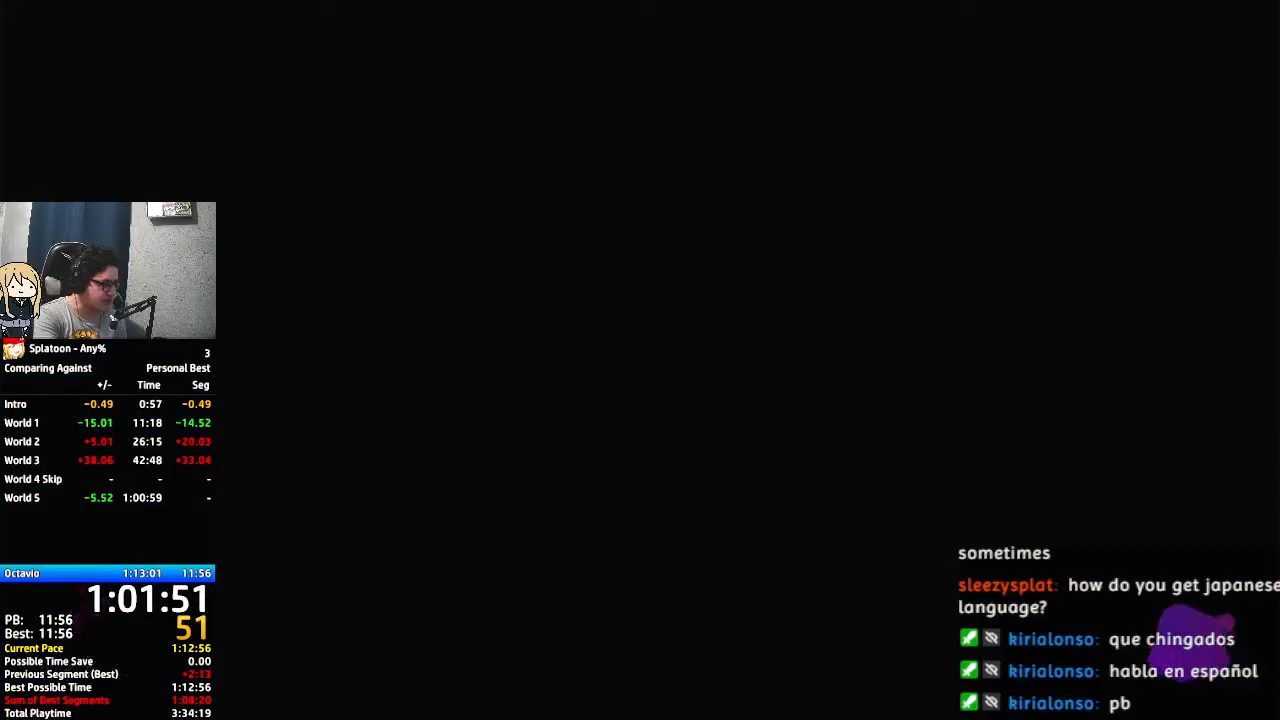 Splatoon - Any%
3
Comparing Against Personal Best
+/- Time Seg
Intro -0.49 0:57 -0.49
World 1 -15.01 11:18 -14.52
World 2 +5.01 26:15 +20.03
World 3 +38.06 42:48 +33.04
World 4 Skip - - -
World 5 -5.52 1:00:59 -
Octavio 1:13:01 11:56
1:01:51
PB: 11:56
Best: 11:56
51
Current Pace 1:12:56
Possible Time Save 0.00
Previous Segment (Best) +2:13
Best Possible Time 1:12:56
Sum of Best Segments 1:08:20
Total Playtime 3:34:19
sometimes
sleezysplat: how do you get japanese
language?
kirialonso: que chingados
kirialonso: habla en español
kirialonso: pb